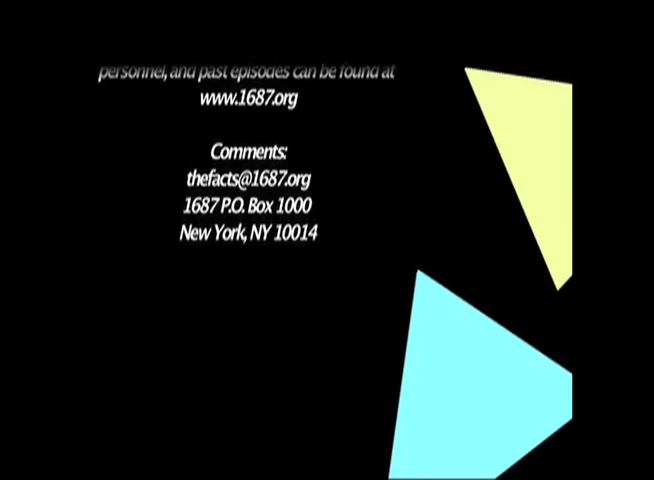 personnel, and past episodes can be found at
www.1687.org
Comments:
thefacts@1687.org
1687 P.O. Box 1000
New York, NY 10014